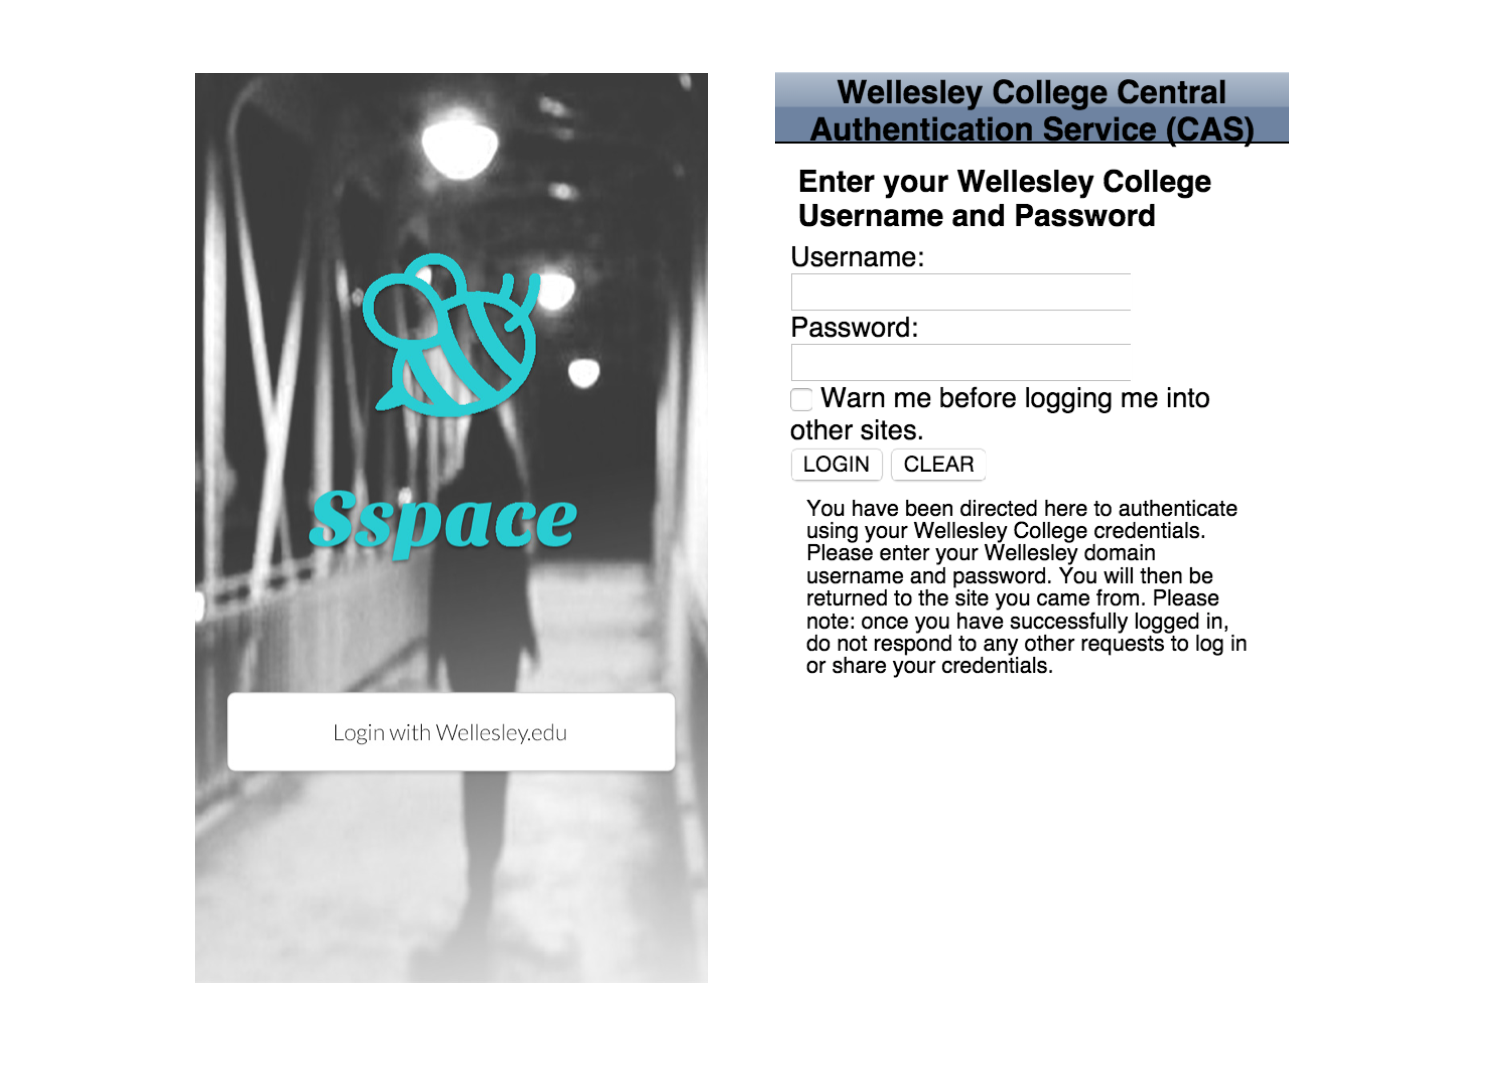 Sspace
Login with Wellesley.edu
Wellesley College Central
Authentication Service (CAS)
Enter your Wellesley College
Username and Password
Username:
Password:
Warn me before logging me into
other sites.
LOGIN CLEAR
You have been directed here to authenticate
using your Wellesley College credentials.
Please enter your Wellesley domain
username and password. You will then be
returned to the site you came from. Please
note: once you have successfully logged in,
do not respond to any other requests to log in
or share your credentials.